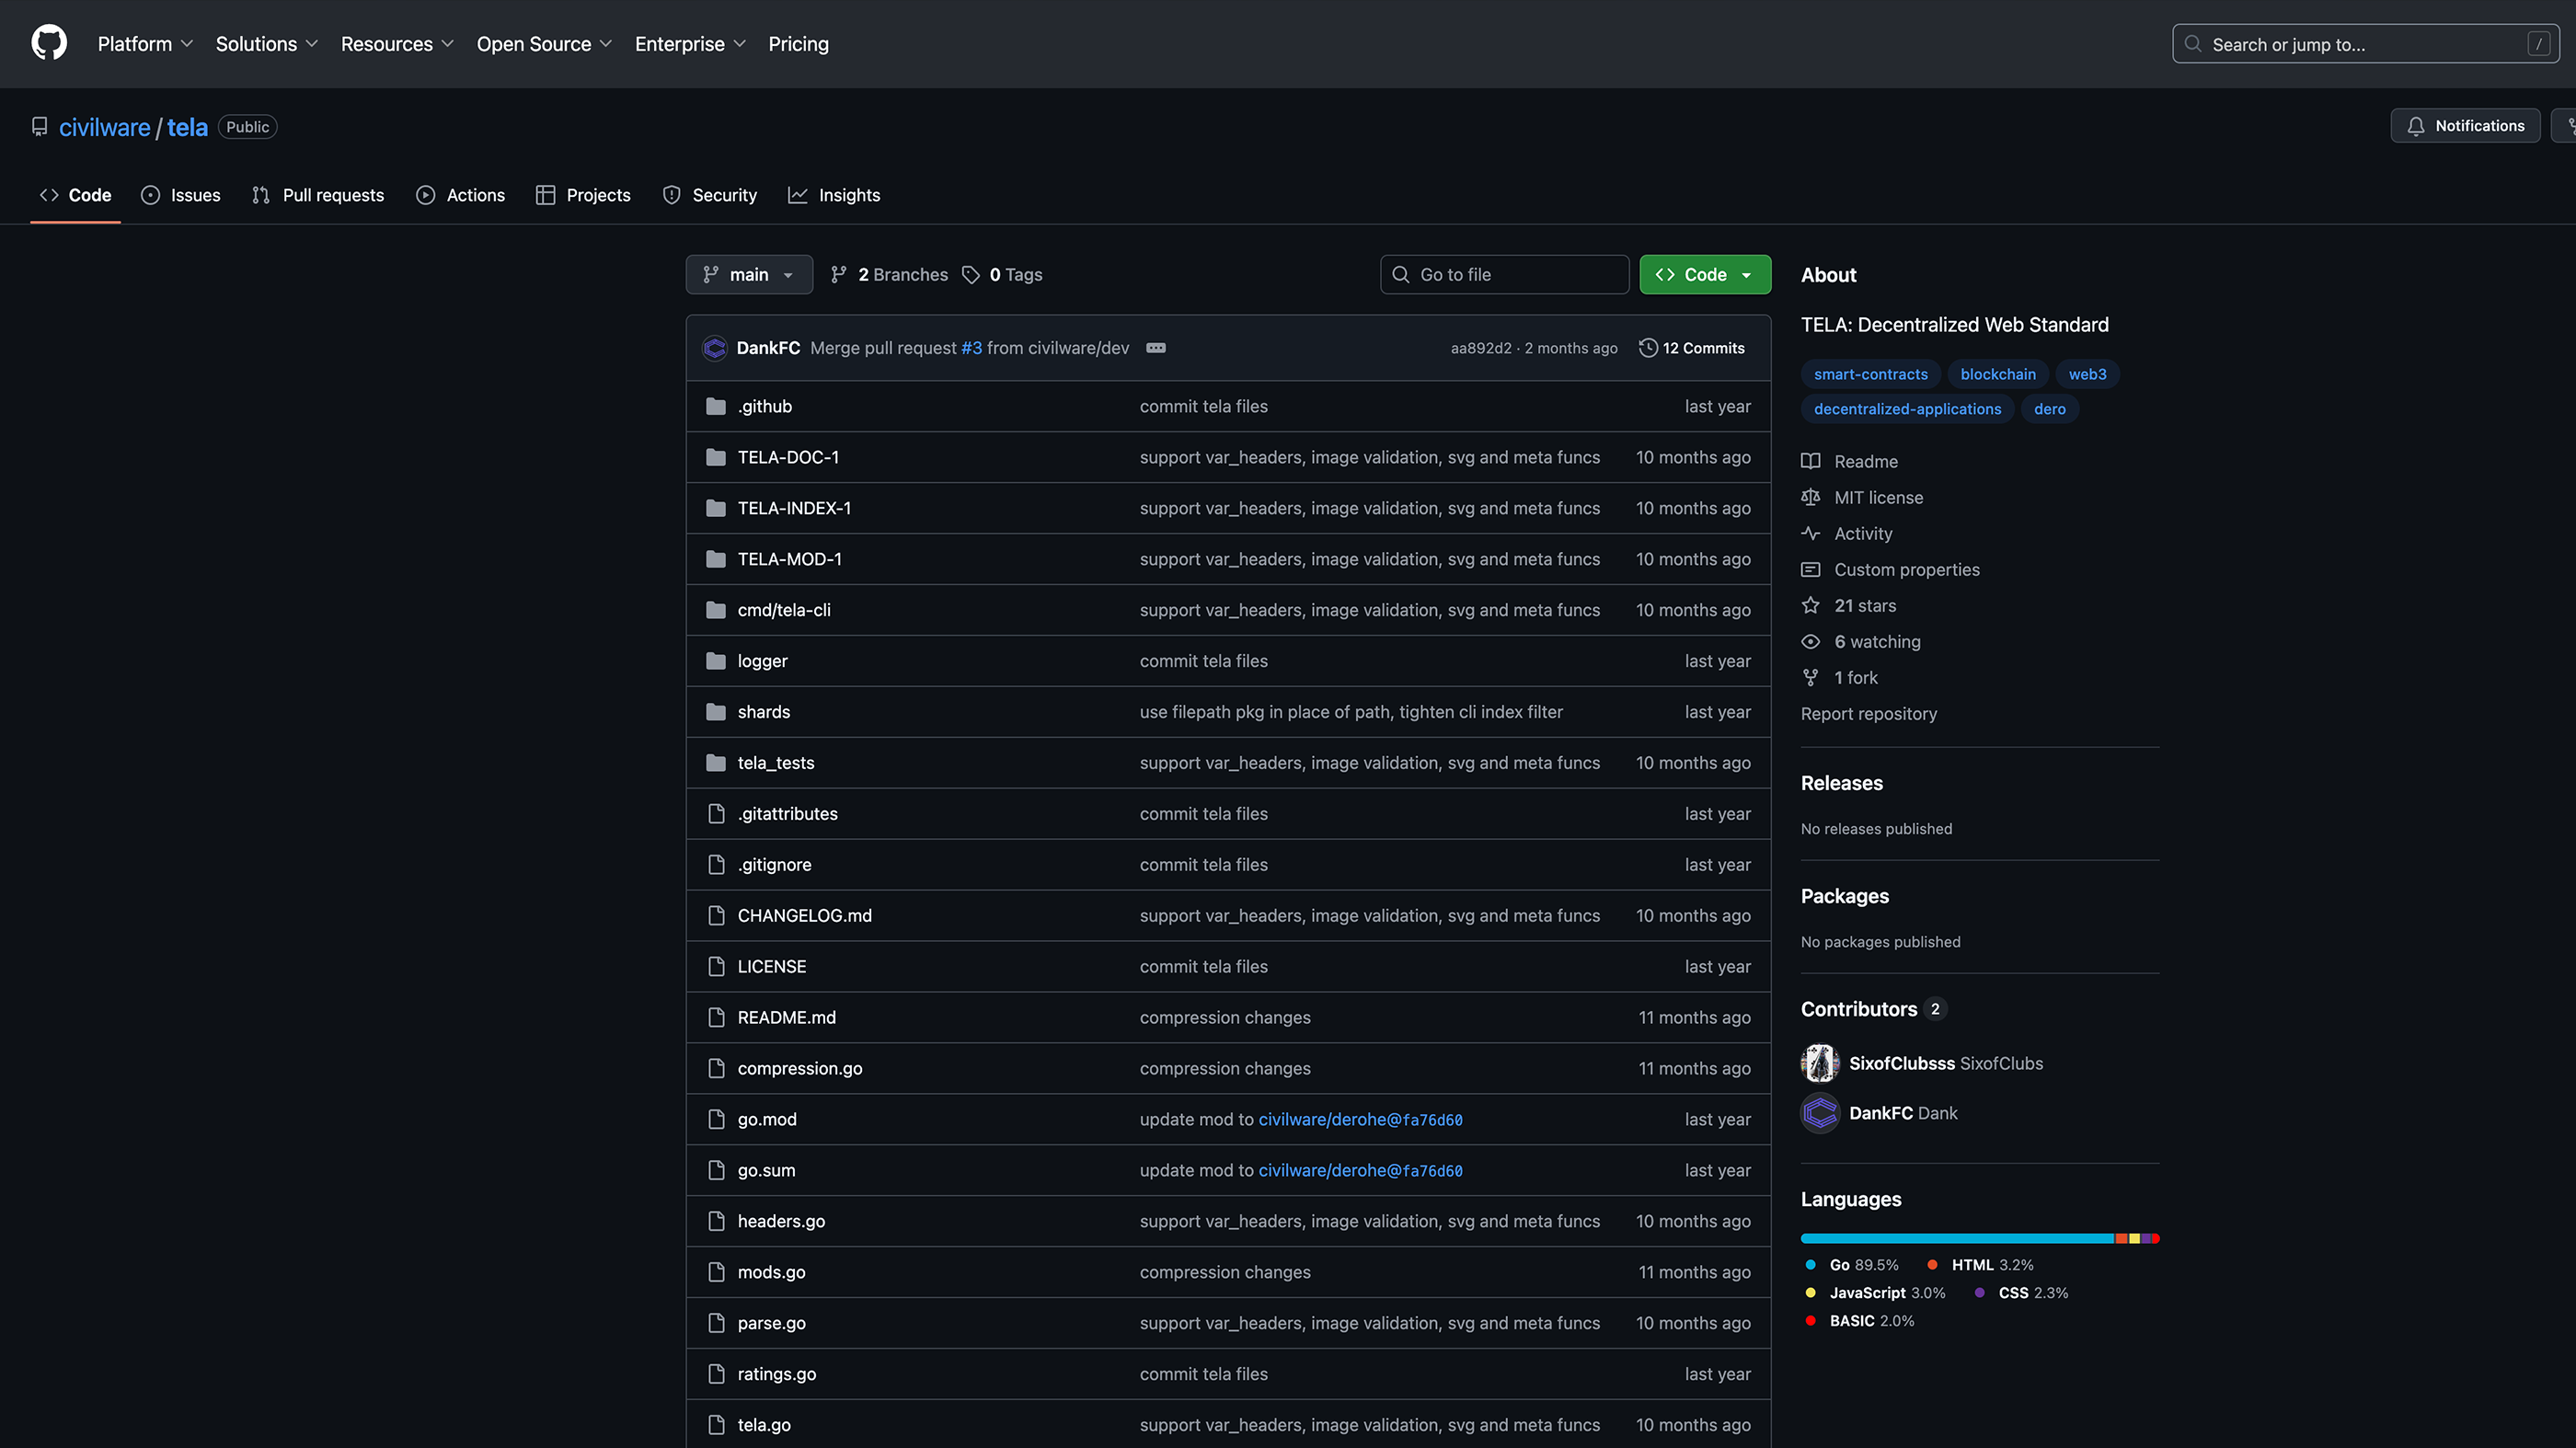 Platform Solutions Resources Open Source Enterprise Pricing Search or jump to... /
civilware / tela Public Notifications
Code Issues Pull requests Actions Projects Security Insights
main 2 Branches 0 Tags Go to file Code
DankFC Merge pull request #3 from civilware/dev aa892d2 · 2 months ago 12 Commits
.github commit tela files last year
TELA-DOC-1 support var_headers, image validation, svg and meta funcs 10 months ago
TELA-INDEX-1 support var_headers, image validation, svg and meta funcs 10 months ago
TELA-MOD-1 support var_headers, image validation, svg and meta funcs 10 months ago
cmd/tela-cli support var_headers, image validation, svg and meta funcs 10 months ago
logger commit tela files last year
shards use filepath pkg in place of path, tighten cli index filter last year
tela_tests support var_headers, image validation, svg and meta funcs 10 months ago
.gitattributes commit tela files last year
.gitignore commit tela files last year
CHANGELOG.md support var_headers, image validation, svg and meta funcs 10 months ago
LICENSE commit tela files last year
README.md compression changes 11 months ago
compression.go compression changes 11 months ago
go.mod update mod to civilware/derohe@fa76d60 last year
go.sum update mod to civilware/derohe@fa76d60 last year
headers.go support var_headers, image validation, svg and meta funcs 10 months ago
mods.go compression changes 11 months ago
parse.go support var_headers, image validation, svg and meta funcs 10 months ago
ratings.go commit tela files last year
tela.go support var_headers, image validation, svg and meta funcs 10 months ago
About
TELA: Decentralized Web Standard
smart-contracts blockchain web3
decentralized-applications dero
Readme
MIT license
Activity
Custom properties
21 stars
6 watching
1 fork
Report repository
Releases
No releases published
Packages
No packages published
Contributors 2
SixofClubsss SixofClubs
DankFC Dank
Languages
Go 89.5% HTML 3.2%
JavaScript 3.0% CSS 2.3%
BASIC 2.0%